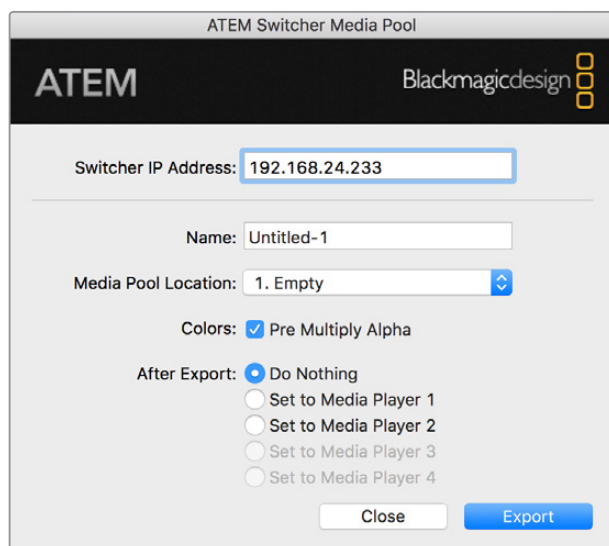 ATEM Switcher Media Pool
ATEM Blackmagicdesign
Switcher IP Address: 192.168.24.233
Name: Untitled-1
Media Pool Location: 1. Empty
Colors: Pre Multiply Alpha
After Export: Do Nothing
Set to Media Player 1
Set to Media Player 2
Set to Media Player 3
Set to Media Player 4
Close Export